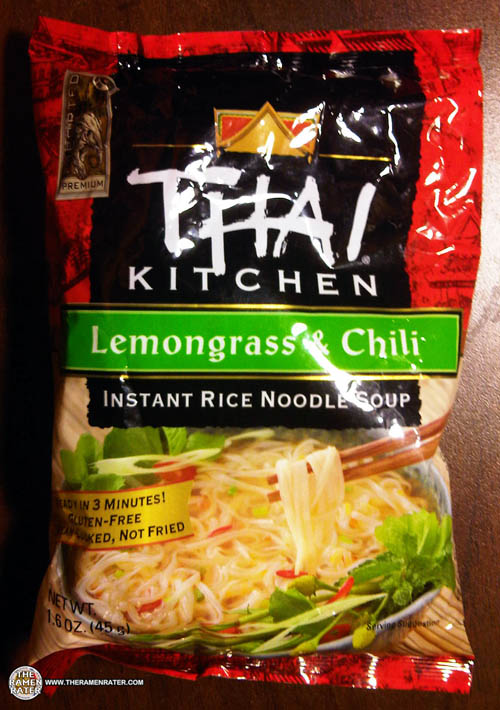 PREMIUM
THAI
KITCHEN
Lemongrass & Chili
INSTANT RICE NOODLE SOUP
READY IN 3 MINUTES!
GLUTEN-FREE
NOT FRIED
NET WT.
1.6 OZ. (45 g)
Serving Suggestion
THE
RAMEN
RATER
WWW.THERAMENRATER.COM